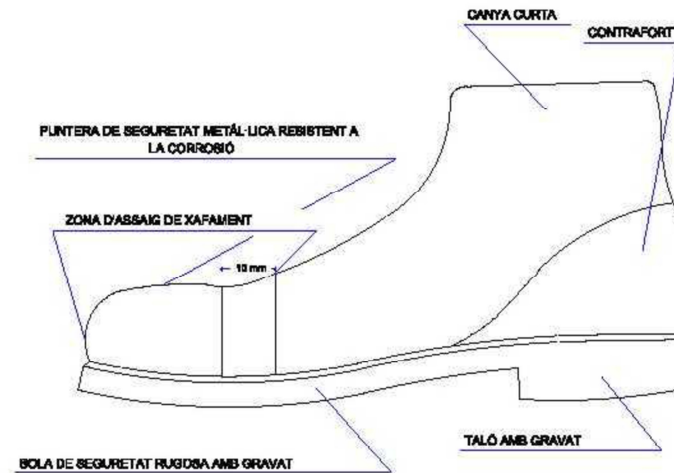 CANYA CURTA
CONTRAFORT
PUNTERA DE SEGURETAT METÀL·LICA RESISTENT A
LA CORROSIÓ
ZONA D'ASSAIG DE XAFAMENT
10 mm
SOLA DE SEGURETAT RUGOSA AMB GRAVAT
TALÓ AMB GRAVAT